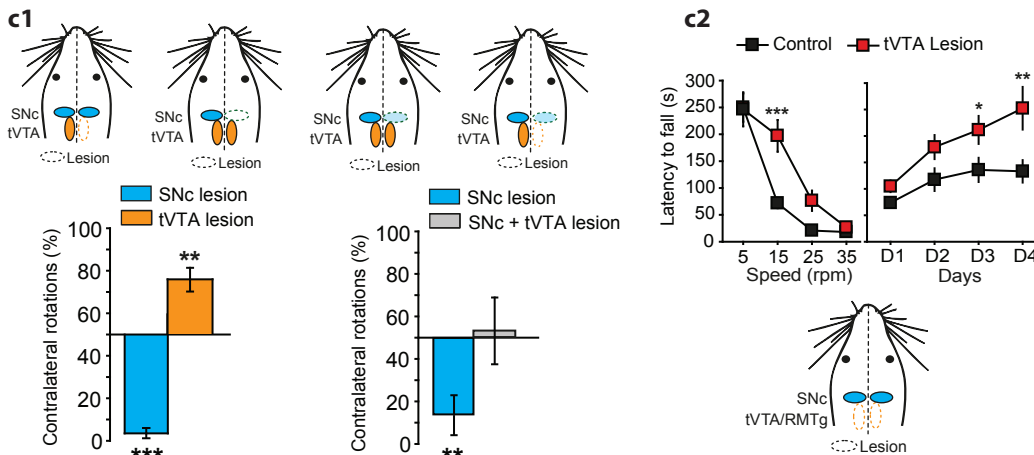 c1
SNc
tVTA
Lesion
SNc
tVTA
Lesion
SNc
tVTA
Lesion
SNc
tVTA
Lesion
SNc lesion
tVTA lesion
Contralateral rotations (%)
100
80
60
40
20
0
**
***
SNc lesion
SNc + tVTA lesion
Contralateral rotations (%)
100
80
60
40
20
0
**
c2
Control
tVTA Lesion
Latency to fall (s)
300
250
200
150
100
50
0
***
5 15 25 35
Speed (rpm)
* **
D1 D2 D3 D4
Days
SNc
tVTA/RMTg
Lesion